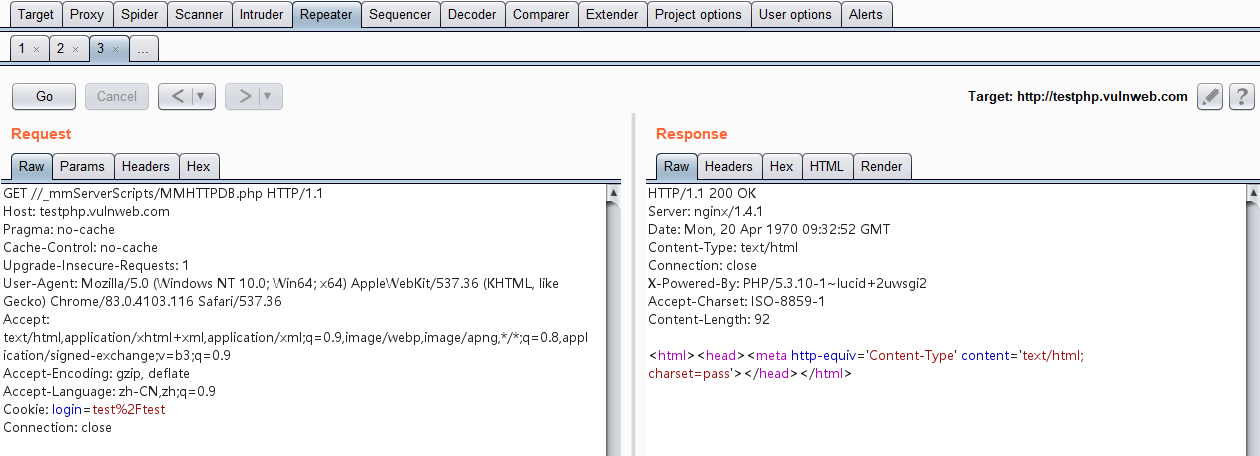 Target Proxy Spider Scanner Intruder Repeater Sequencer Decoder Comparer Extender Project options User options Alerts
1 × 2 × 3 × ...
Go Cancel < > Target: http://testphp.vulnweb.com ?
Request
Raw Params Headers Hex
GET //_mmServerScripts/MMHTTPDB.php HTTP/1.1
Host: testphp.vulnweb.com
Pragma: no-cache
Cache-Control: no-cache
Upgrade-Insecure-Requests: 1
User-Agent: Mozilla/5.0 (Windows NT 10.0; Win64; x64) AppleWebKit/537.36 (KHTML, like
Gecko) Chrome/83.0.4103.116 Safari/537.36
Accept:
text/html,application/xhtml+xml,application/xml;q=0.9,image/webp,image/apng,*/*;q=0.8,appl
ication/signed-exchange;v=b3;q=0.9
Accept-Encoding: gzip, deflate
Accept-Language: zh-CN,zh;q=0.9
Cookie: login=test%2Ftest
Connection: close
Response
Raw Headers Hex HTML Render
HTTP/1.1 200 OK
Server: nginx/1.4.1
Date: Mon, 20 Apr 1970 09:32:52 GMT
Content-Type: text/html
Connection: close
X-Powered-By: PHP/5.3.10-1~lucid+2uwsgi2
Accept-Charset: ISO-8859-1
Content-Length: 92
<html><head><meta http-equiv='Content-Type' content='text/html;
charset=pass'></head></html>